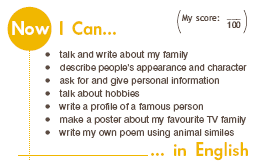 Now I Can...
(My score: ___
100)
• talk and write about my family
• describe people's appearance and character
• ask for and give personal information
• talk about hobbies
• write a profile of a famous person
• make a poster about my favourite TV family
• write my own poem using animal similes
... in English